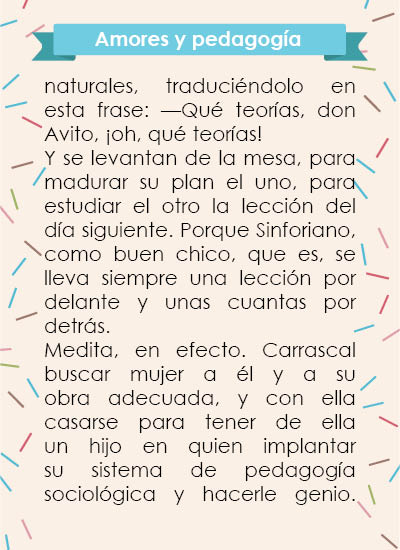 Amores y pedagogía
naturales, traduciéndolo en
esta frase: —Qué teorías, don
Avito, ¡oh, qué teorías!
Y se levantan de la mesa, para
madurar su plan el uno, para
estudiar el otro la lección del
día siguiente. Porque Sinforiano,
como buen chico, que es, se
lleva siempre una lección por
delante y unas cuantas por
detrás.
Medita, en efecto. Carrascal
buscar mujer a él y a su
obra adecuada, y con ella
casarse para tener de ella
un hijo en quien implantar
su sistema de pedagogía
sociológica y hacerle genio.